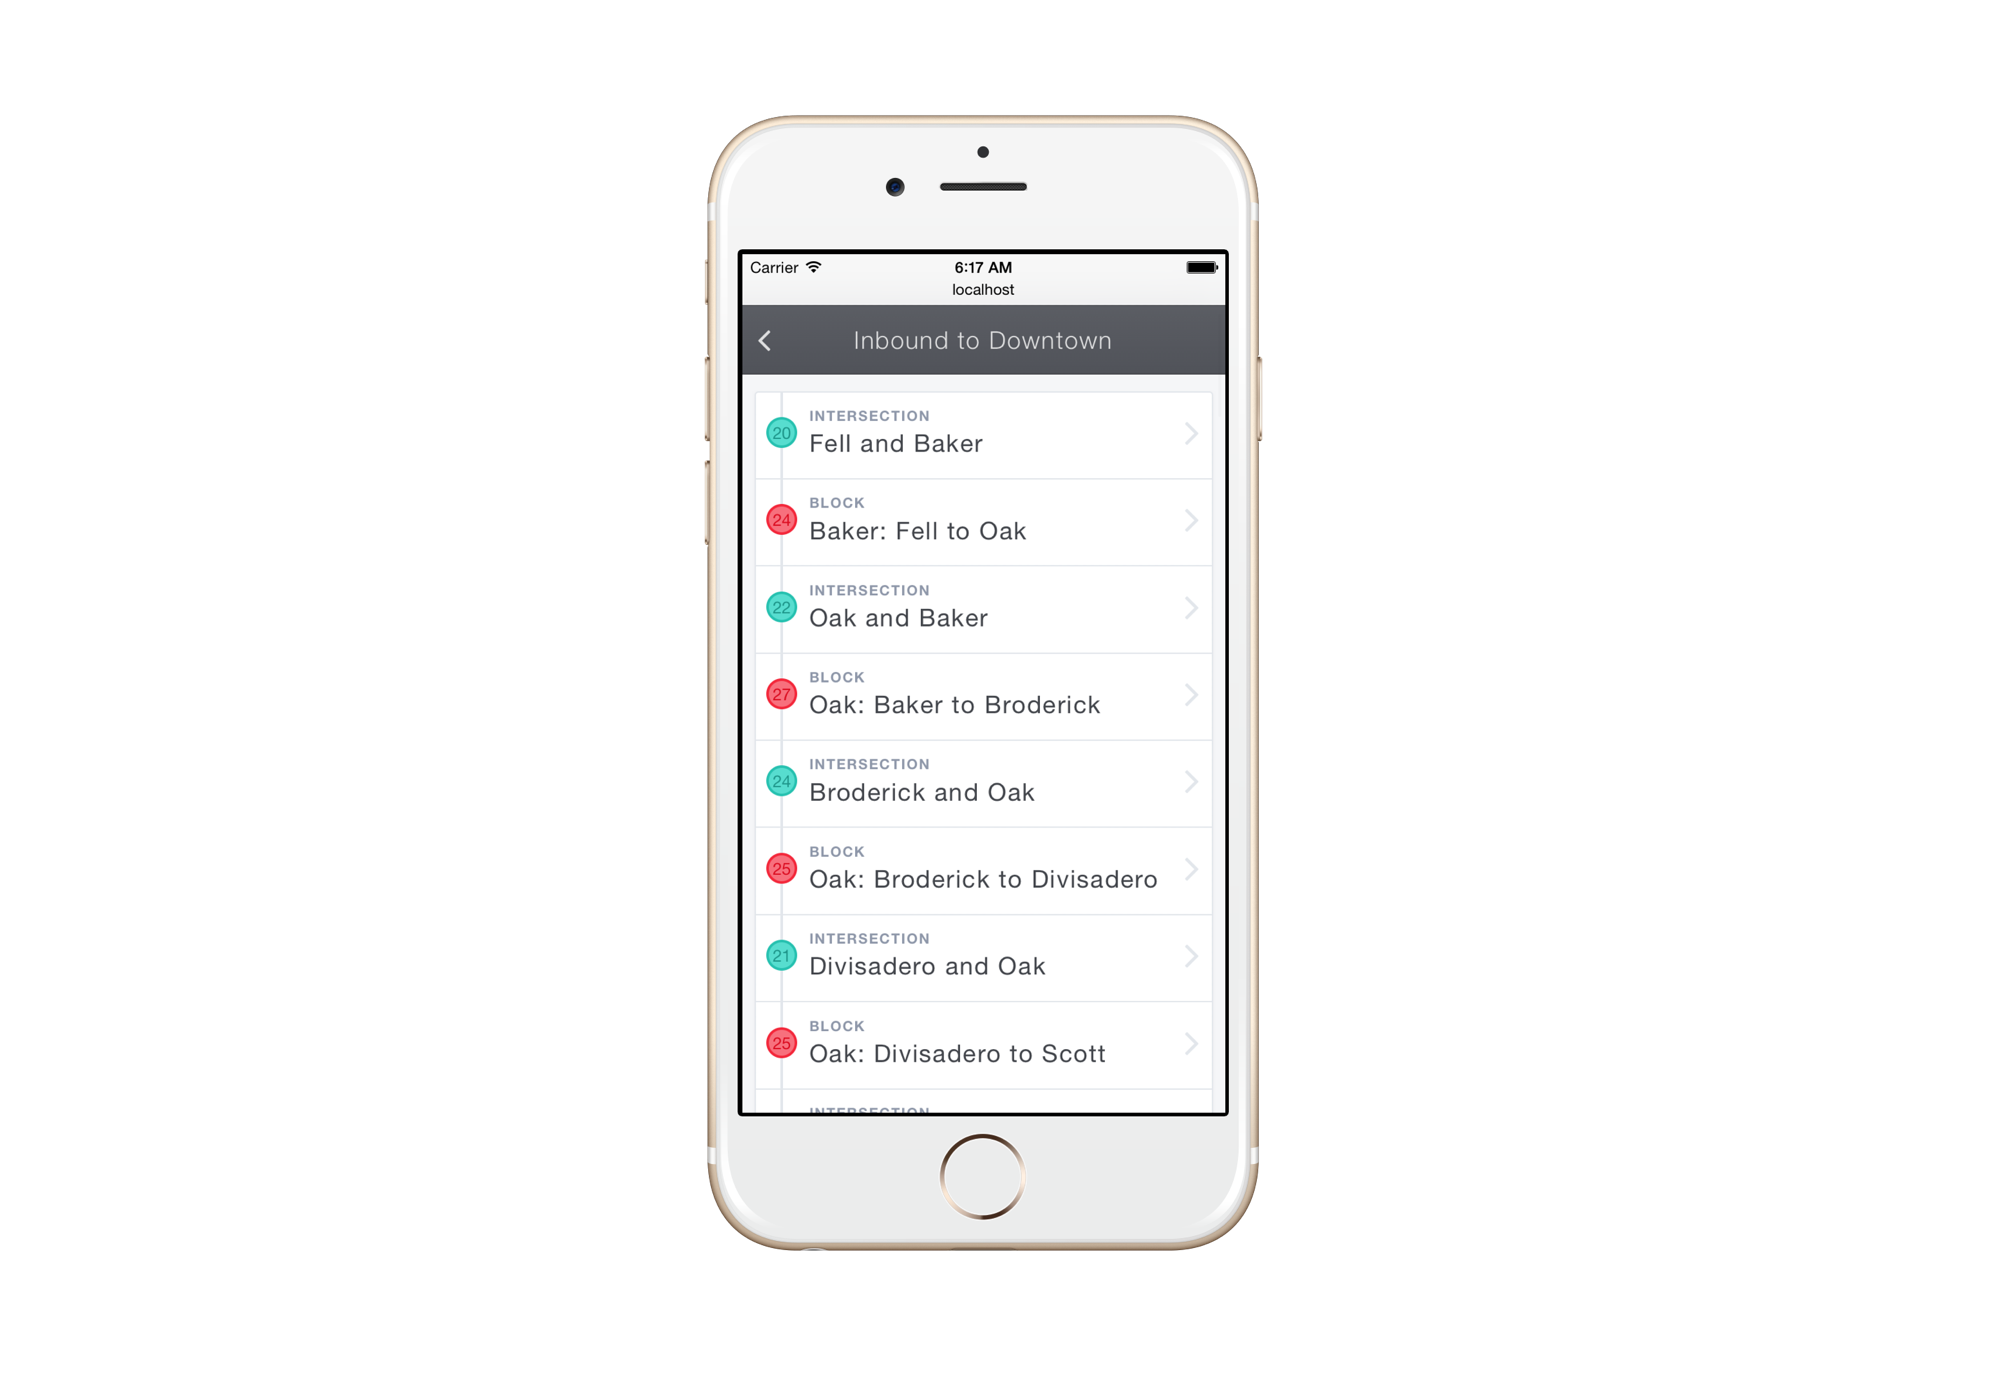 Carrier 6:17 AM
localhost
Inbound to Downtown
INTERSECTION
20 Fell and Baker
BLOCK
24 Baker: Fell to Oak
INTERSECTION
22 Oak and Baker
BLOCK
27 Oak: Baker to Broderick
INTERSECTION
24 Broderick and Oak
BLOCK
25 Oak: Broderick to Divisadero
INTERSECTION
21 Divisadero and Oak
BLOCK
25 Oak: Divisadero to Scott
INTERSECTION